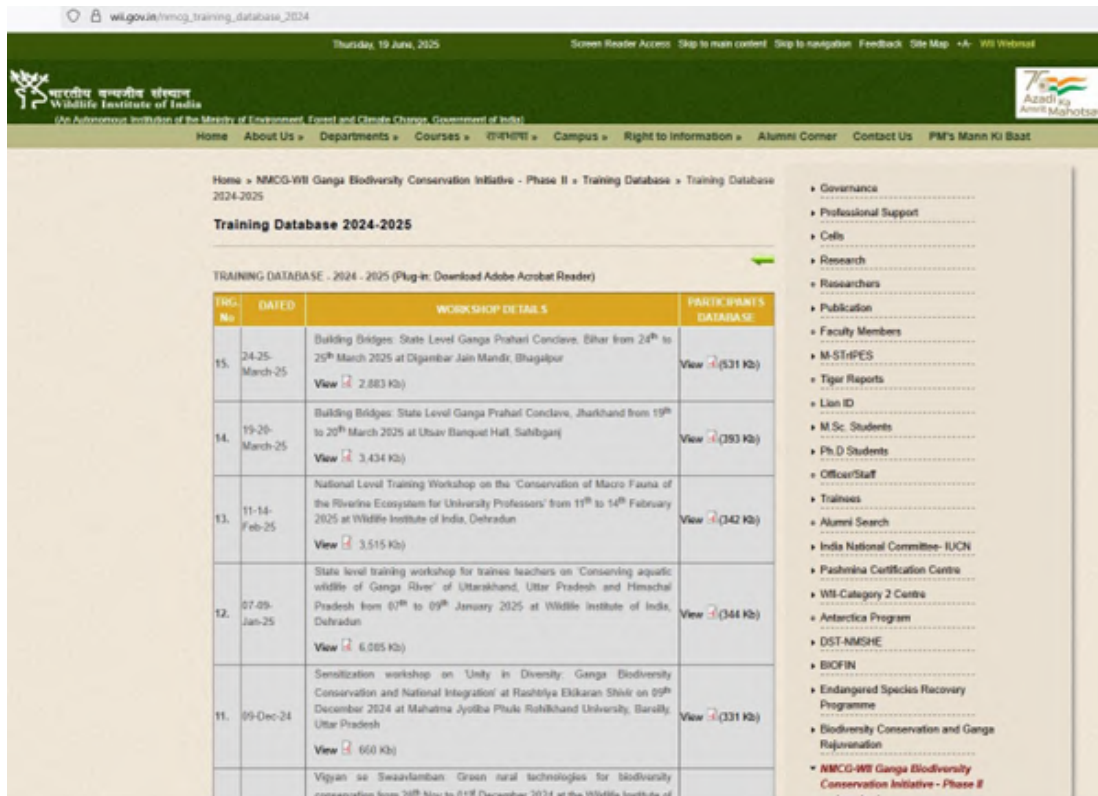 wii.gov.in/nmcg_training_database_2024
Thursday, 19 June, 2025 Screen Reader Access Skip to main content Skip to navigation Feedback Site Map +A- WII Webmail
भारतीय वन्यजीव संस्थान
Wildlife Institute of India
(An Autonomous Institution of the Ministry of Environment, Forest and Climate Change, Government of India)
75
Azadi Ka
Amrit Mahotsa
Home About Us » Departments » Courses » राजभाषा » Campus » Right to Information » Alumni Corner Contact Us PM's Mann Ki Baat
Home » NMCG-WII Ganga Biodiversity Conservation Initiative - Phase II » Training Database » Training Database
2024-2025
Training Database 2024-2025
TRAINING DATABASE - 2024 - 2025 (Plug-in: Download Adobe Acrobat Reader)
TRG. No DATED WORKSHOP DETAILS PARTICIPANTS DATABASE
15. 24-25-March-25
Building Bridges: State Level Ganga Prahari Conclave, Bihar from 24th to
25th March 2025 at Digambar Jain Mandir, Bhagalpur
View 2,883 Kb)
View (531 Kb)
14. 19-20-March-25
Building Bridges: State Level Ganga Prahari Conclave, Jharkhand from 19th
to 20th March 2025 at Utsav Banquet Hall, Sahibganj
View 3,434 Kb)
View (393 Kb)
13. 11-14-Feb-25
National Level Training Workshop on the 'Conservation of Macro Fauna of
the Riverine Ecosystem for University Professors' from 11th to 14th February
2025 at Wildlife Institute of India, Dehradun
View 3,515 Kb)
View (342 Kb)
12. 07-09-Jan-25
State level training workshop for trainee teachers on 'Conserving aquatic
wildlife of Ganga River' of Uttarakhand, Uttar Pradesh and Himachal
Pradesh from 07th to 09th January 2025 at Wildlife Institute of India,
Dehradun
View 6,085 Kb)
View (344 Kb)
11. 09-Dec-24
Sensitization workshop on 'Unity in Diversity: Ganga Biodiversity
Conservation and National Integration' at Rashtriya Ekikaran Shivir on 09th
December 2024 at Mahatma Jyotiba Phule Rohilkhand University, Bareilly,
Uttar Pradesh
View 660 Kb)
View (331 Kb)
Vigyan se Swaavlamban: Green rural technologies for biodiversity
conservation from 28th Nov to 01st December 2024 at the Wildlife Institute of
Governance
Professional Support
Cells
Research
Researchers
Publication
Faculty Members
M-STrIPES
Tiger Reports
Lion ID
M.Sc. Students
Ph.D Students
Officer/Staff
Trainees
Alumni Search
India National Committee- IUCN
Pashmina Certification Centre
WII-Category 2 Centre
Antarctica Program
DST-NMSHE
BIOFIN
Endangered Species Recovery
Programme
Biodiversity Conservation and Ganga
Rejuvenation
NMCG-WII Ganga Biodiversity
Conservation Initiative - Phase II